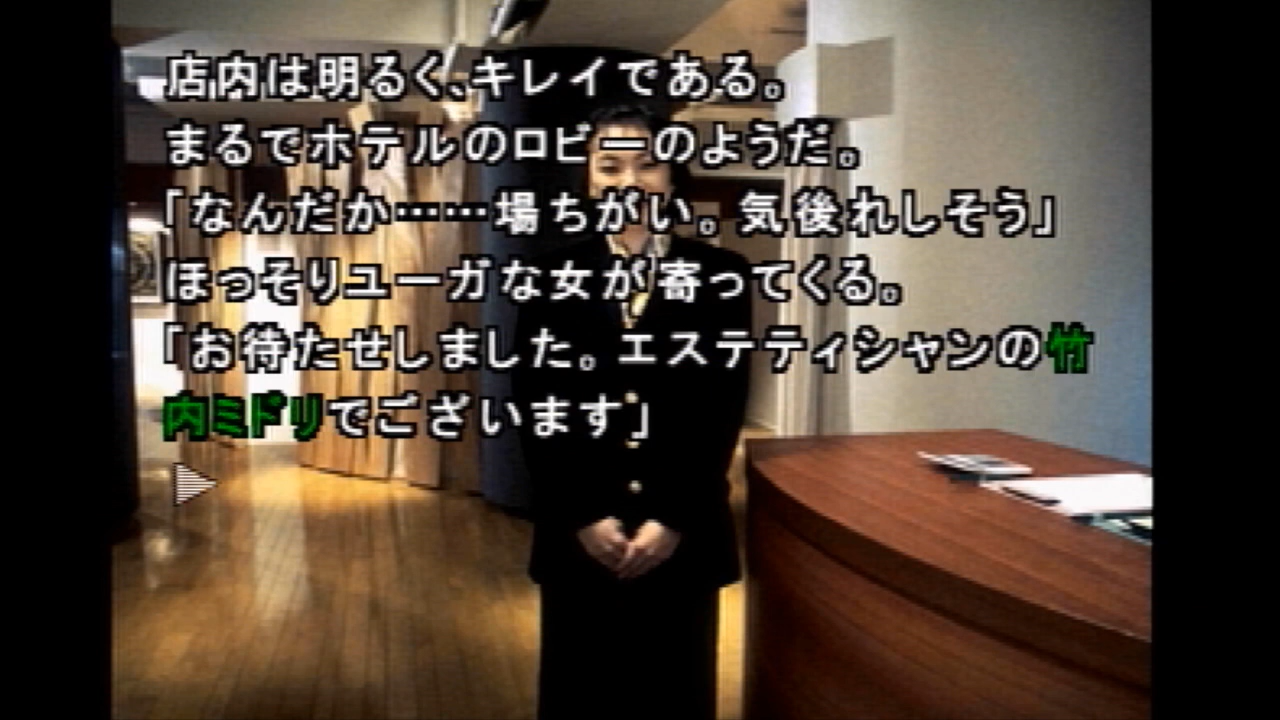 店内は明るく、キレイである。
まるでホテルのロビーのようだ。
「なんだか……場ちがい。気後れしそう」
ほっそりユーガな女が寄ってくる。
「お待たせしました。エステティシャンの竹
内ミドリでございます」